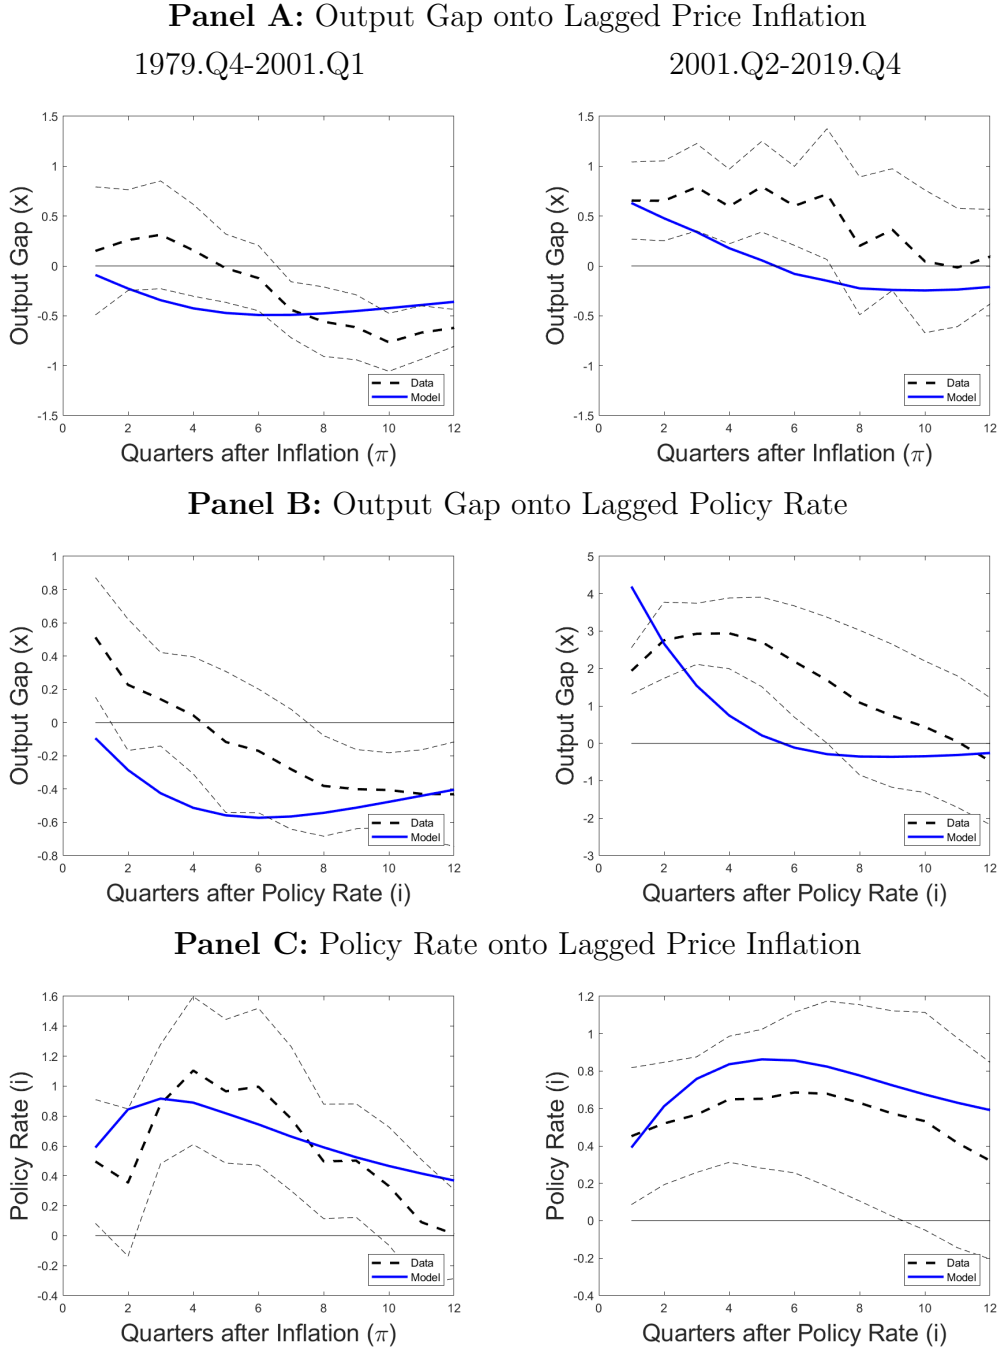 Panel A: Output Gap onto Lagged Price Inflation
1979.Q4-2001.Q1
2001.Q2-2019.Q4
Output Gap (x)
1.5
1
0.5
0
-0.5
-1
-1.5
0 2 4 6 8 10 12
Data
Model
Quarters after Inflation (π)
Output Gap (x)
1.5
1
0.5
0
-0.5
-1
-1.5
0 2 4 6 8 10 12
Data
Model
Quarters after Inflation (π)
Panel B: Output Gap onto Lagged Policy Rate
Output Gap (x)
1
0.8
0.6
0.4
0.2
0
-0.2
-0.4
-0.6
-0.8
0 2 4 6 8 10 12
Data
Model
Quarters after Policy Rate (i)
Output Gap (x)
5
4
3
2
1
0
-1
-2
-3
0 2 4 6 8 10 12
Data
Model
Quarters after Policy Rate (i)
Panel C: Policy Rate onto Lagged Price Inflation
Policy Rate (i)
1.6
1.4
1.2
1
0.8
0.6
0.4
0.2
0
-0.2
-0.4
0 2 4 6 8 10 12
Data
Model
Quarters after Inflation (π)
Policy Rate (i)
1.2
1
0.8
0.6
0.4
0.2
0
-0.2
-0.4
0 2 4 6 8 10 12
Data
Model
Quarters after Policy Rate (i)